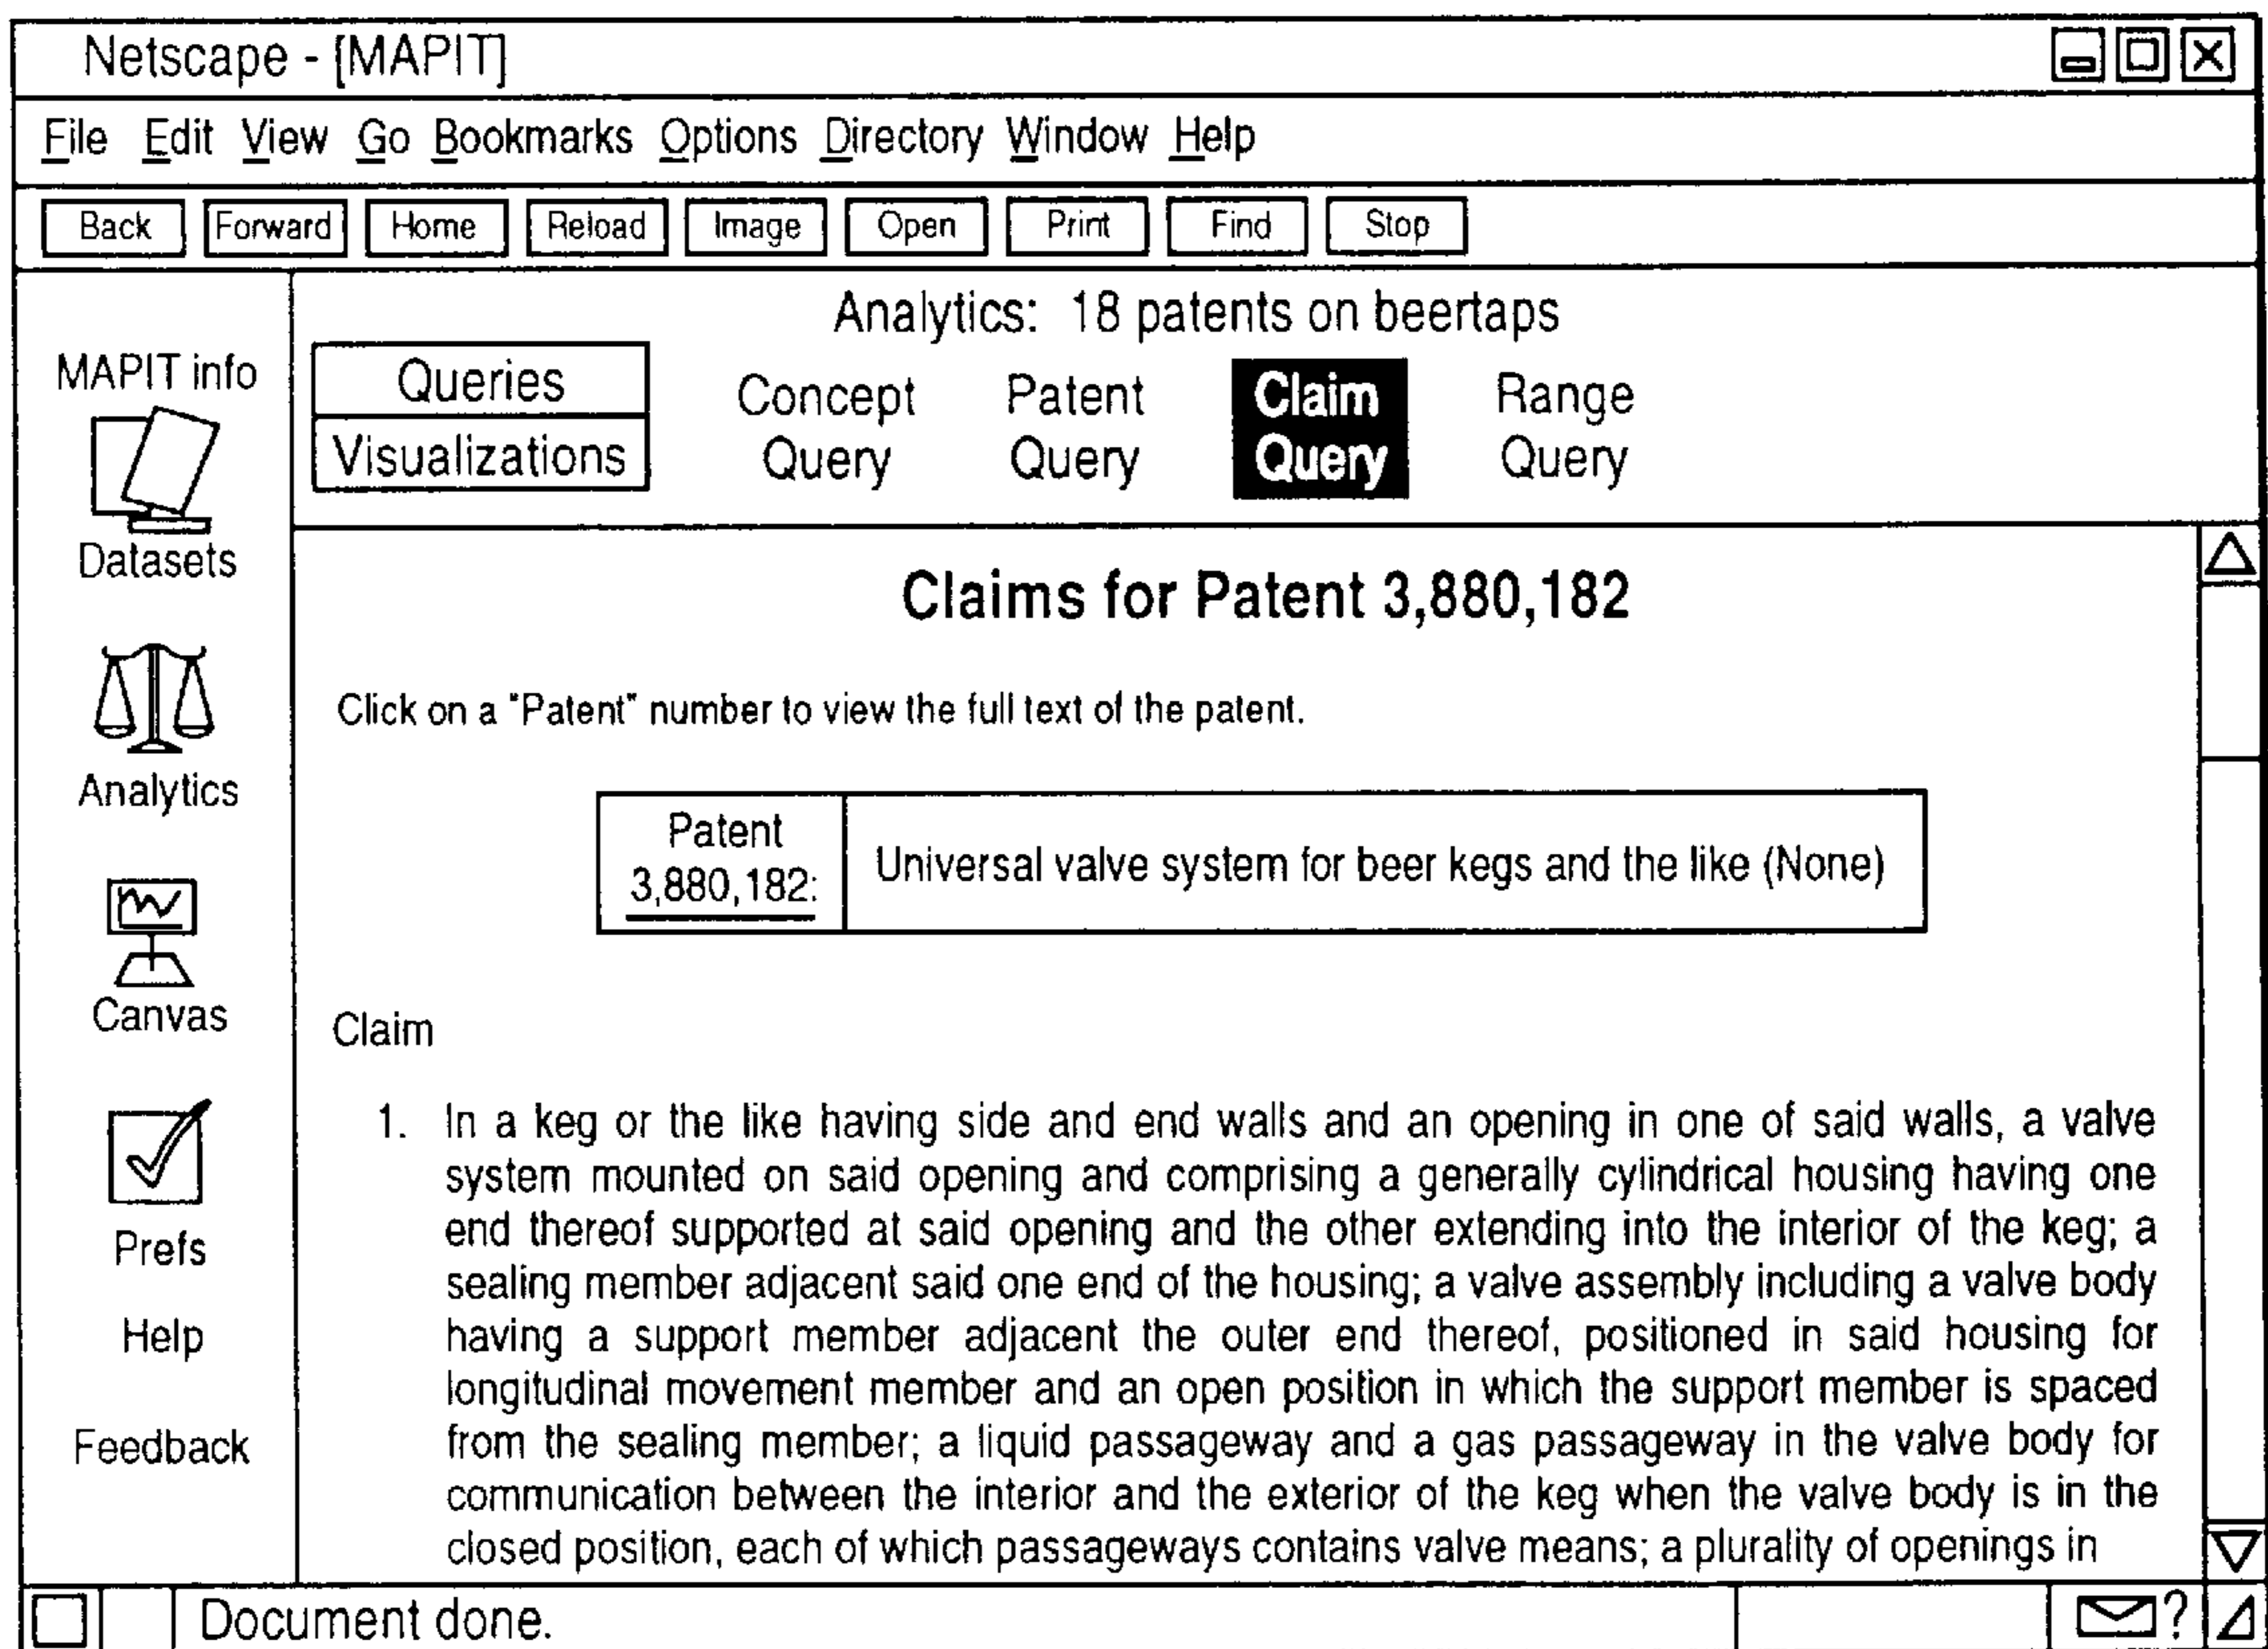 Netscape - [MAPIT]
File Edit View Go Bookmarks Options Directory Window Help
Back Forward Home Reload Image Open Print Find Stop
MAPIT info
Datasets
Analytics
Canvas
Prefs
Help
Feedback
Analytics: 18 patents on beertaps
Queries
Visualizations
Concept
Query
Patent
Query
Claim
Query
Range
Query
Claims for Patent 3,880,182
Click on a "Patent" number to view the full text of the patent.
Patent
3,880,182:
Universal valve system for beer kegs and the like (None)
Claim
1. In a keg or the like having side and end walls and an opening in one of said walls, a valve
system mounted on said opening and comprising a generally cylindrical housing having one
end thereof supported at said opening and the other extending into the interior of the keg; a
sealing member adjacent said one end of the housing; a valve assembly including a valve body
having a support member adjacent the outer end thereof, positioned in said housing for
longitudinal movement member and an open position in which the support member is spaced
from the sealing member; a liquid passageway and a gas passageway in the valve body for
communication between the interior and the exterior of the keg when the valve body is in the
closed position, each of which passageways contains valve means; a plurality of openings in
Document done.
?